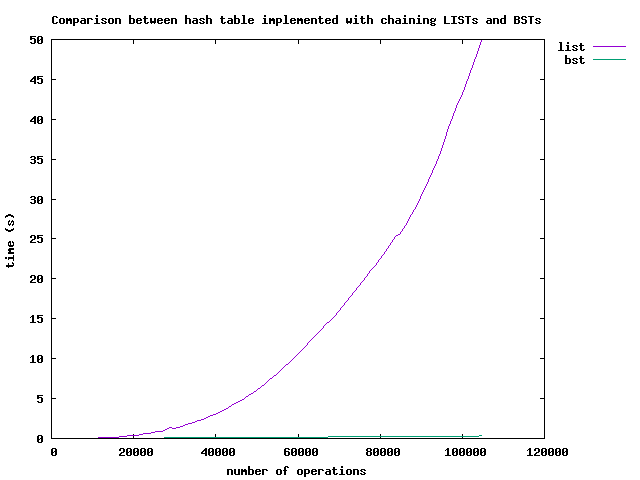 Comparison between hash table implemented with chaining LISTs and BSTs
list
bst
50
45
40
35
30
25
20
15
10
5
0
time (s)
0 20000 40000 60000 80000 100000 120000
number of operations